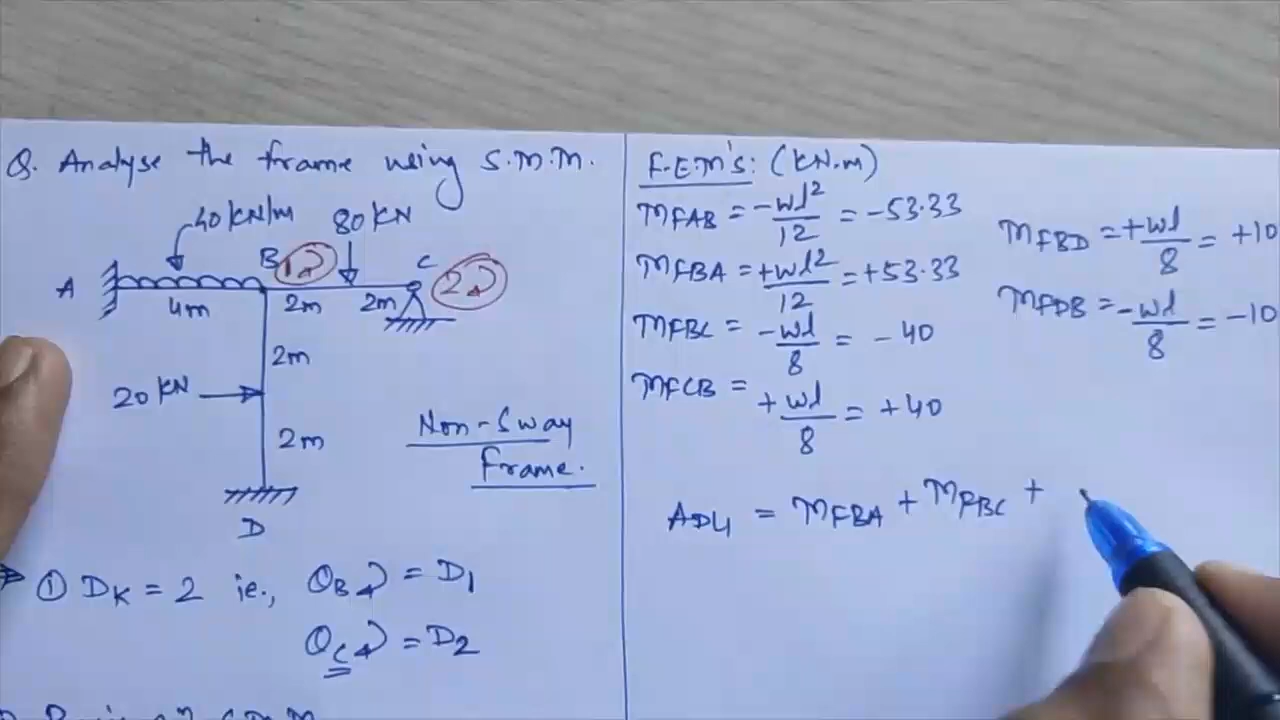 Q. Analyse the frame using S.M.M.
40 KN/m 80 KN
A B 1 C 2
4m 2m 2m
2m
20 KN
2m
D
Non-Sway
Frame.
① DK = 2 ie., θB = D1
θC = D2
F.E.M's: (KN.m)
MFAB = -wl²/12 = -53.33
MFBA = +wl²/12 = +53.33
MFBC = -wl/8 = -40
MFCB = +wl/8 = +40
MFBD = +wl/8 = +10
MFDB = -wl/8 = -10
ADL1 = MFBA + MFBC +